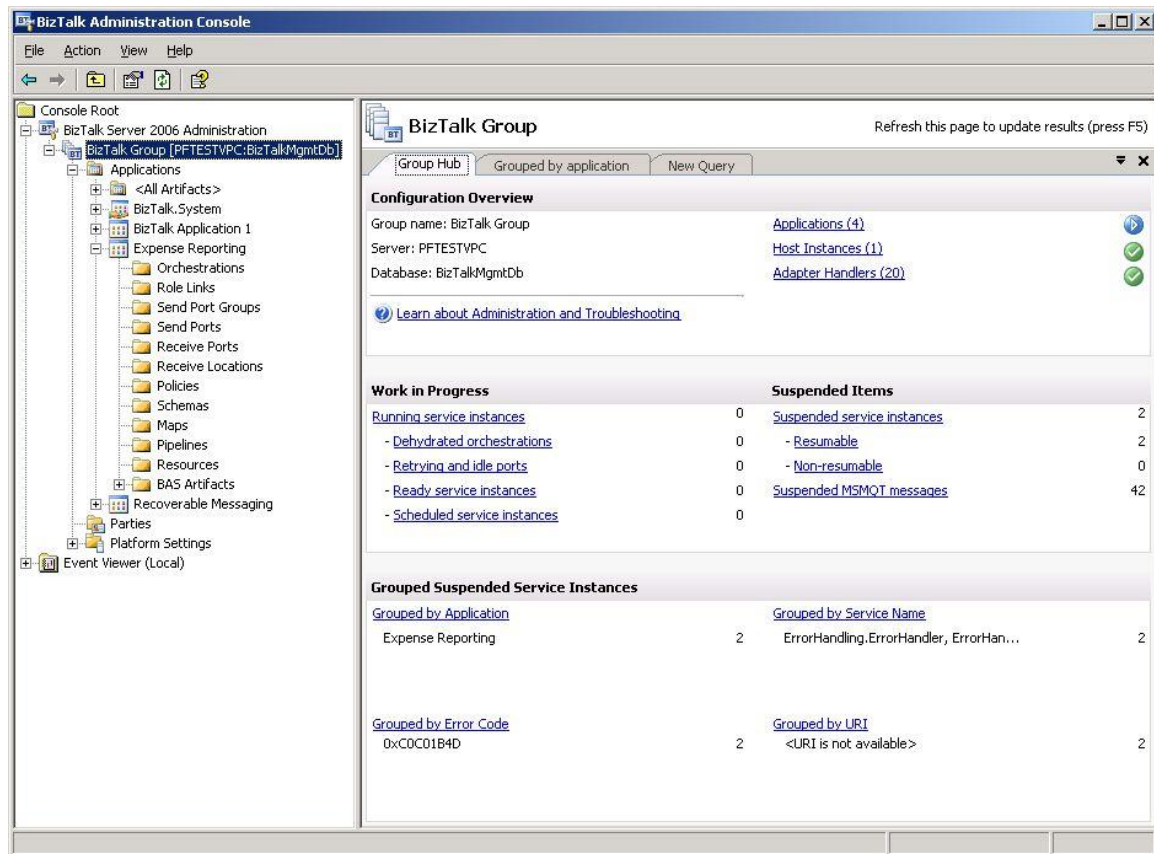 BizTalk Administration Console
File Action View Help
Console Root
BizTalk Server 2006 Administration
BizTalk Group [PFTESTVPC:BizTalkMgmtDb]
Applications
<All Artifacts>
BizTalk.System
BizTalk Application 1
Expense Reporting
Orchestrations
Role Links
Send Port Groups
Send Ports
Receive Ports
Receive Locations
Policies
Schemas
Maps
Pipelines
Resources
BAS Artifacts
Recoverable Messaging
Parties
Platform Settings
Event Viewer (Local)
BizTalk Group
Refresh this page to update results (press F5)
Group Hub Grouped by application New Query
Configuration Overview
Group name: BizTalk Group Applications (4)
Server: PFTESTVPC Host Instances (1)
Database: BizTalkMgmtDb Adapter Handlers (20)
Learn about Administration and Troubleshooting
Work in Progress
Running service instances 0
- Dehydrated orchestrations 0
- Retrying and idle ports 0
- Ready service instances 0
- Scheduled service instances 0
Suspended Items
Suspended service instances 2
- Resumable 2
- Non-resumable 0
Suspended MSMQT messages 42
Grouped Suspended Service Instances
Grouped by Application
Expense Reporting 2
Grouped by Service Name
ErrorHandling.ErrorHandler, ErrorHan... 2
Grouped by Error Code
0xC0C01B4D 2
Grouped by URI
<URI is not available> 2